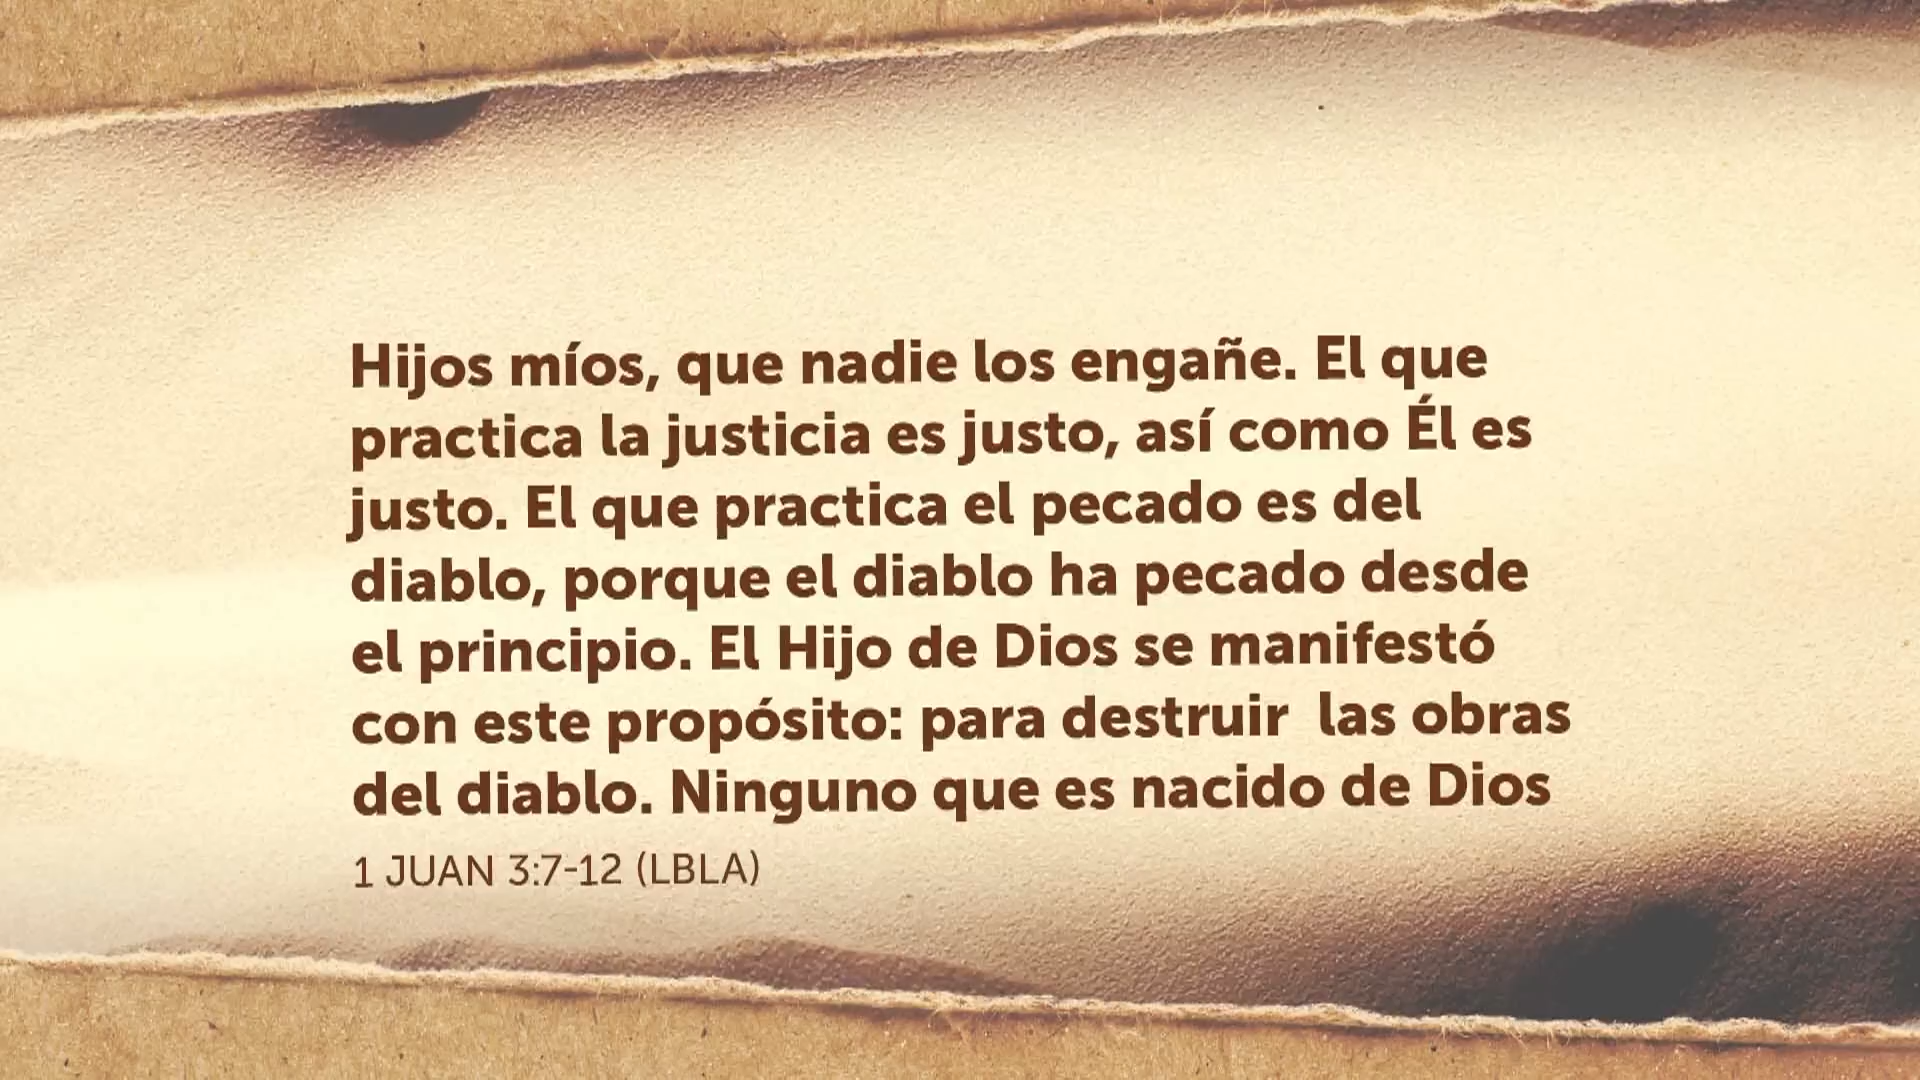 Hijos míos, que nadie los engañe. El que
practica la justicia es justo, así como Él es
justo. El que practica el pecado es del
diablo, porque el diablo ha pecado desde
el principio. El Hijo de Dios se manifestó
con este propósito: para destruir  las obras
del diablo. Ninguno que es nacido de Dios
1 JUAN 3:7-12 (LBLA)